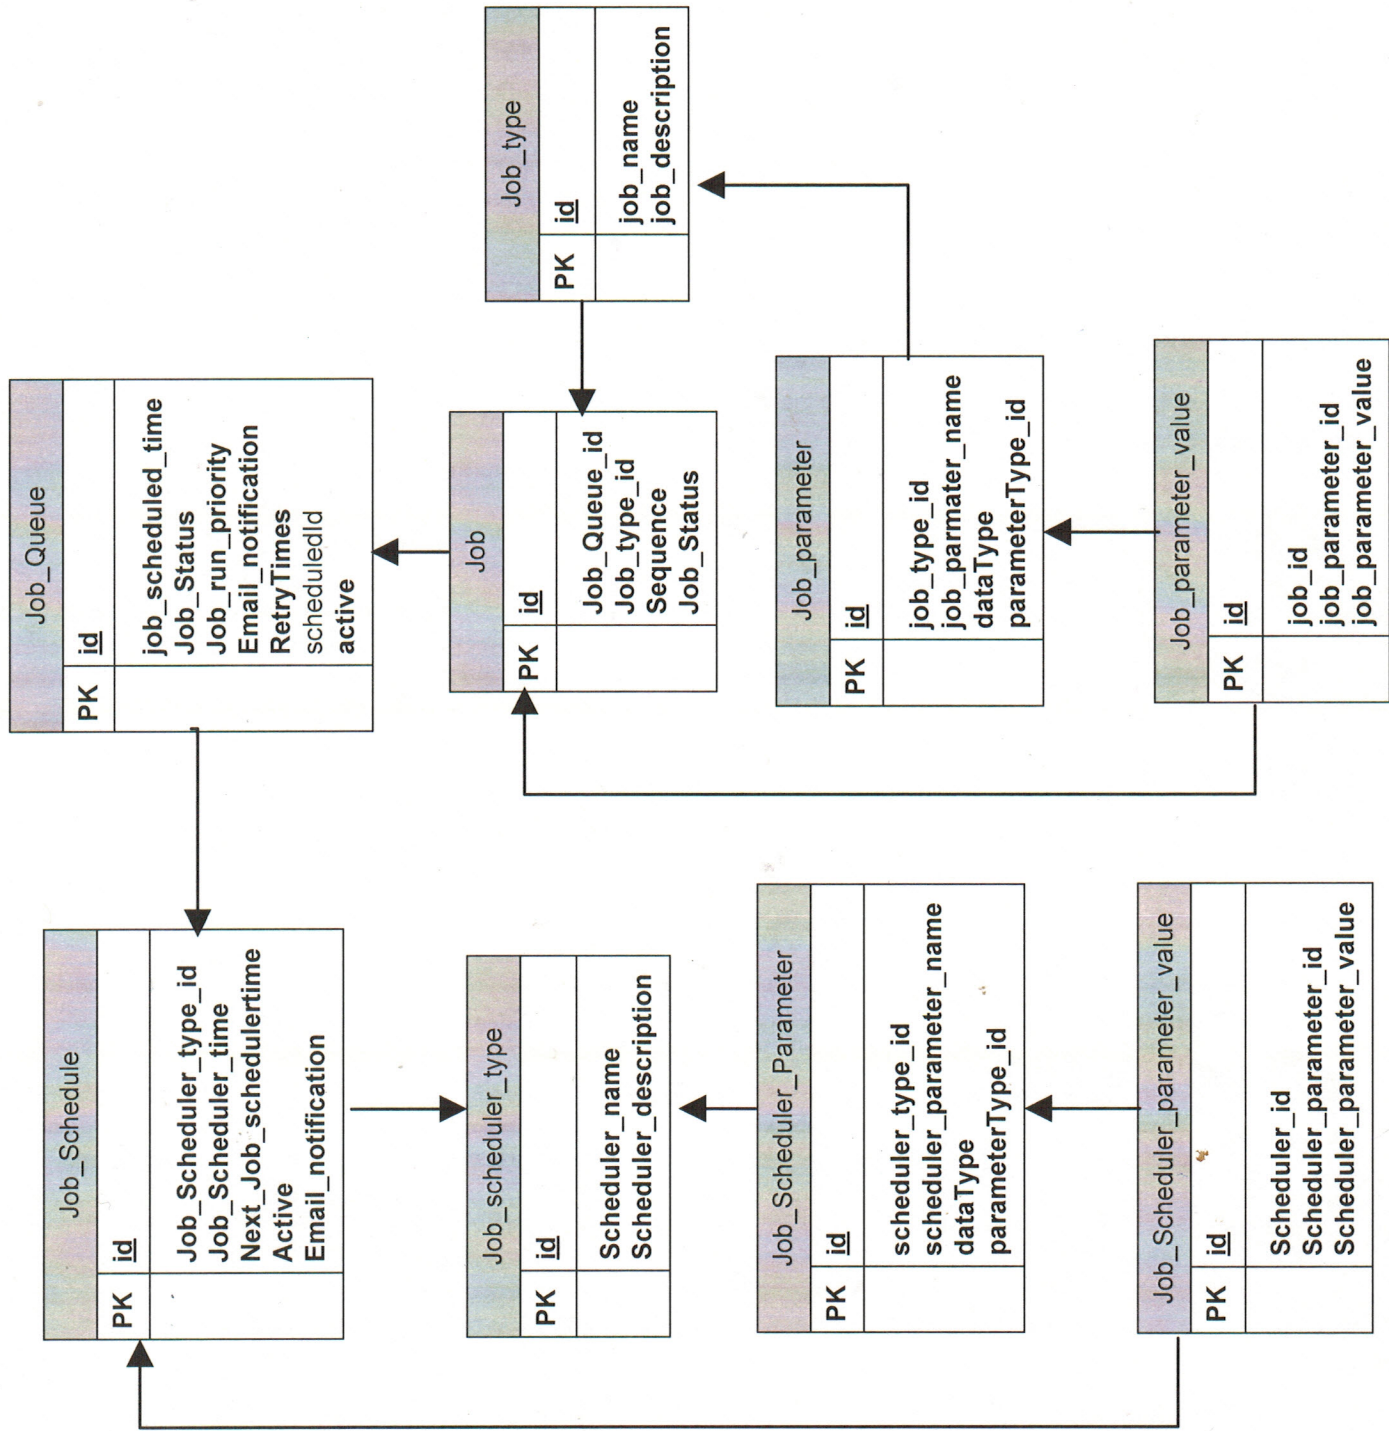 Job_Schedule
PK
id
Job_Scheduler_type_id
Job_Scheduler_time
Next_Job_schedulertime
Active
Email_notification
Job_scheduler_type
PK
id
Scheduler_name
Scheduler_description
Job_Scheduler_Parameter
PK
id
scheduler_type_id
scheduler_parameter_name
dataType
parameterType_id
Job_Scheduler_parameter_value
PK
id
Scheduler_id
Scheduler_parameter_id
Scheduler_parameter_value
Job_Queue
PK
id
job_scheduled_time
Job_Status
Job_run_priority
Email_notification
RetryTimes
scheduledId
active
Job
PK
id
Job_Queue_id
Job_type_id
Sequence
Job_Status
Job_parameter
PK
id
job_type_id
job_parmater_name
dataType
parameterType_id
Job_parameter_value
PK
id
job_id
job_parameter_id
job_parameter_value
Job_type
PK
id
job_name
job_description